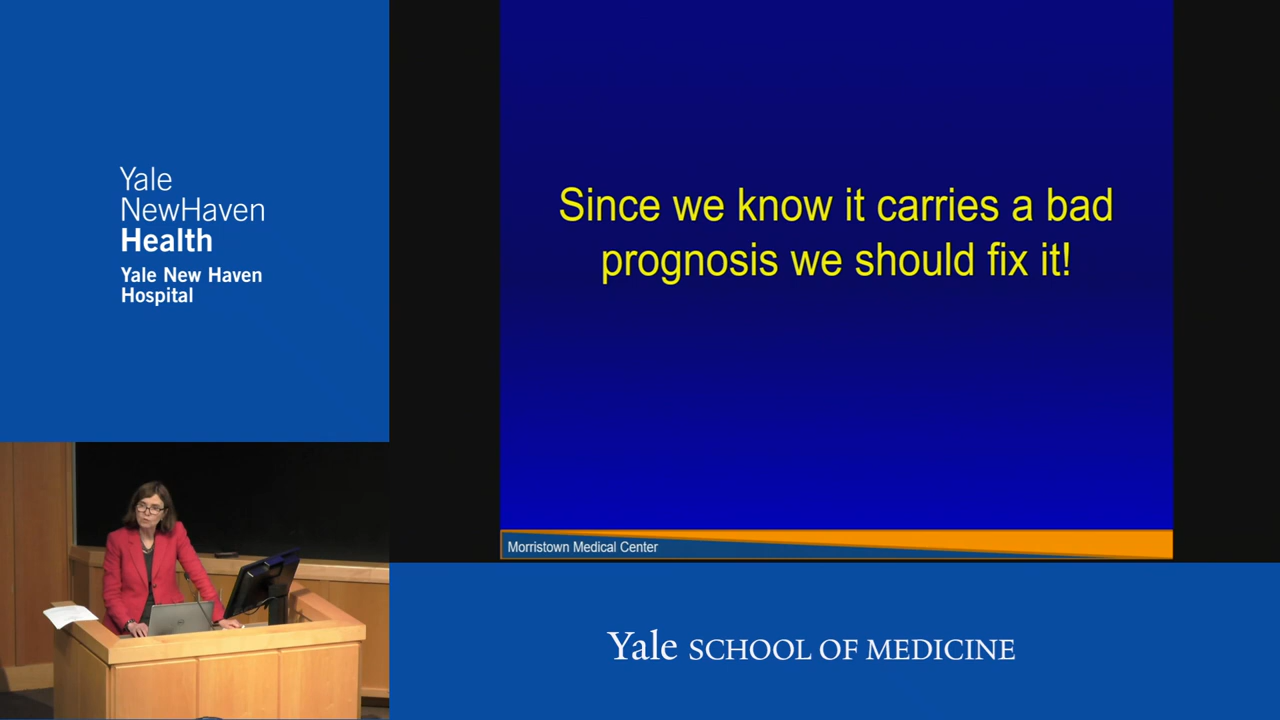 Yale
NewHaven
Health
Yale New Haven
Hospital
Since we know it carries a bad
prognosis we should fix it!
Morristown Medical Center
Yale SCHOOL OF MEDICINE